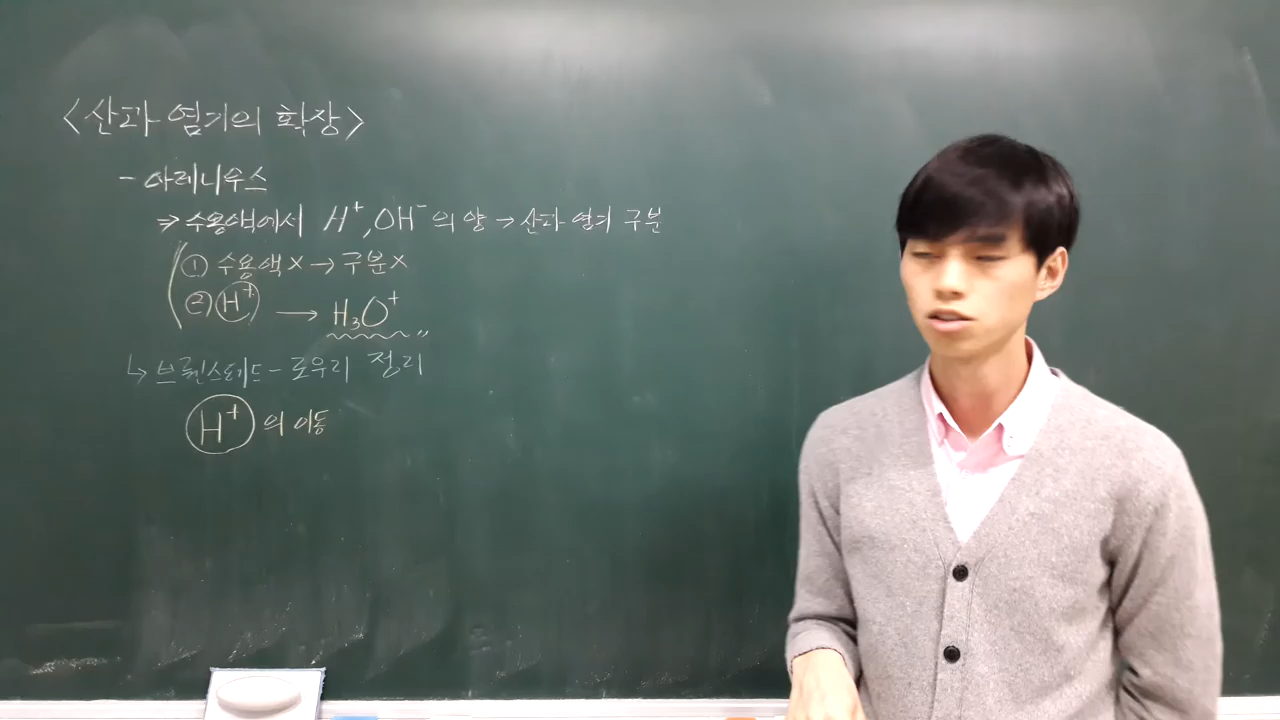 <산과 염기의 확장>
- 아레니우스
⇒ 수용액에서 H⁺, OH⁻의 양 → 산과 염기 구분
① 수용액X → 구분X
② H⁺ → H₃O⁺ 〃
↳ 브뢴스테드-로우리 정리
H⁺의 이동